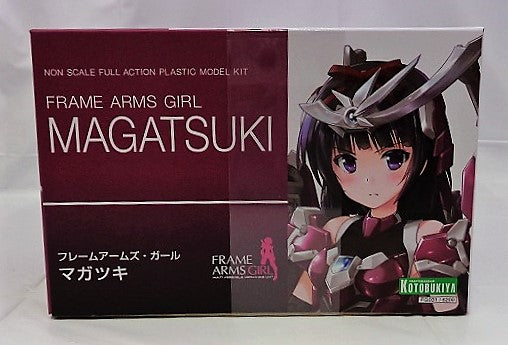 NON SCALE FULL ACTION PLASTIC MODEL KIT
FRAME ARMS GIRL
MAGATSUKI
フレームアームズ・ガール
マガツキ
FRAME
ARMS GIRL
KOTOBUKIYA